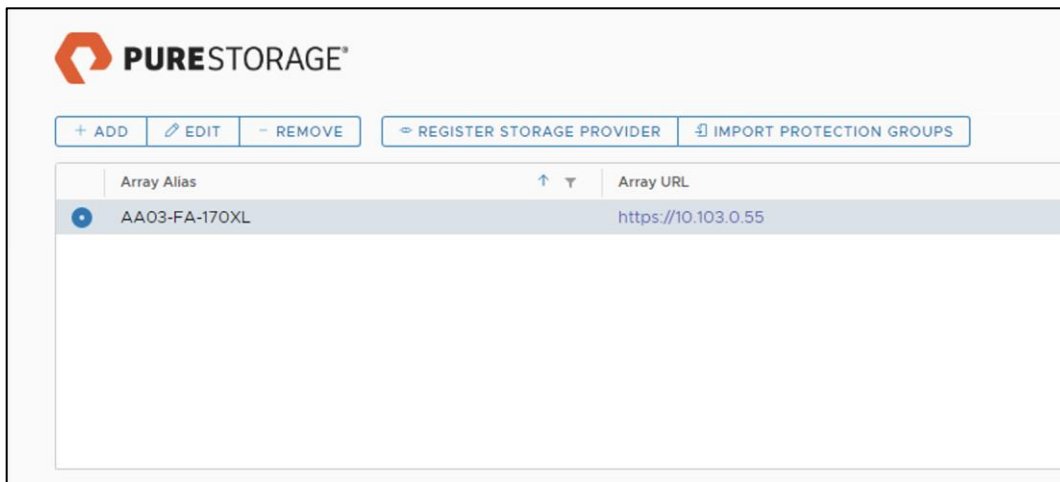 PURESTORAGE®
+ ADD EDIT - REMOVE REGISTER STORAGE PROVIDER IMPORT PROTECTION GROUPS
Array Alias Array URL
AA03-FA-170XL https://10.103.0.55